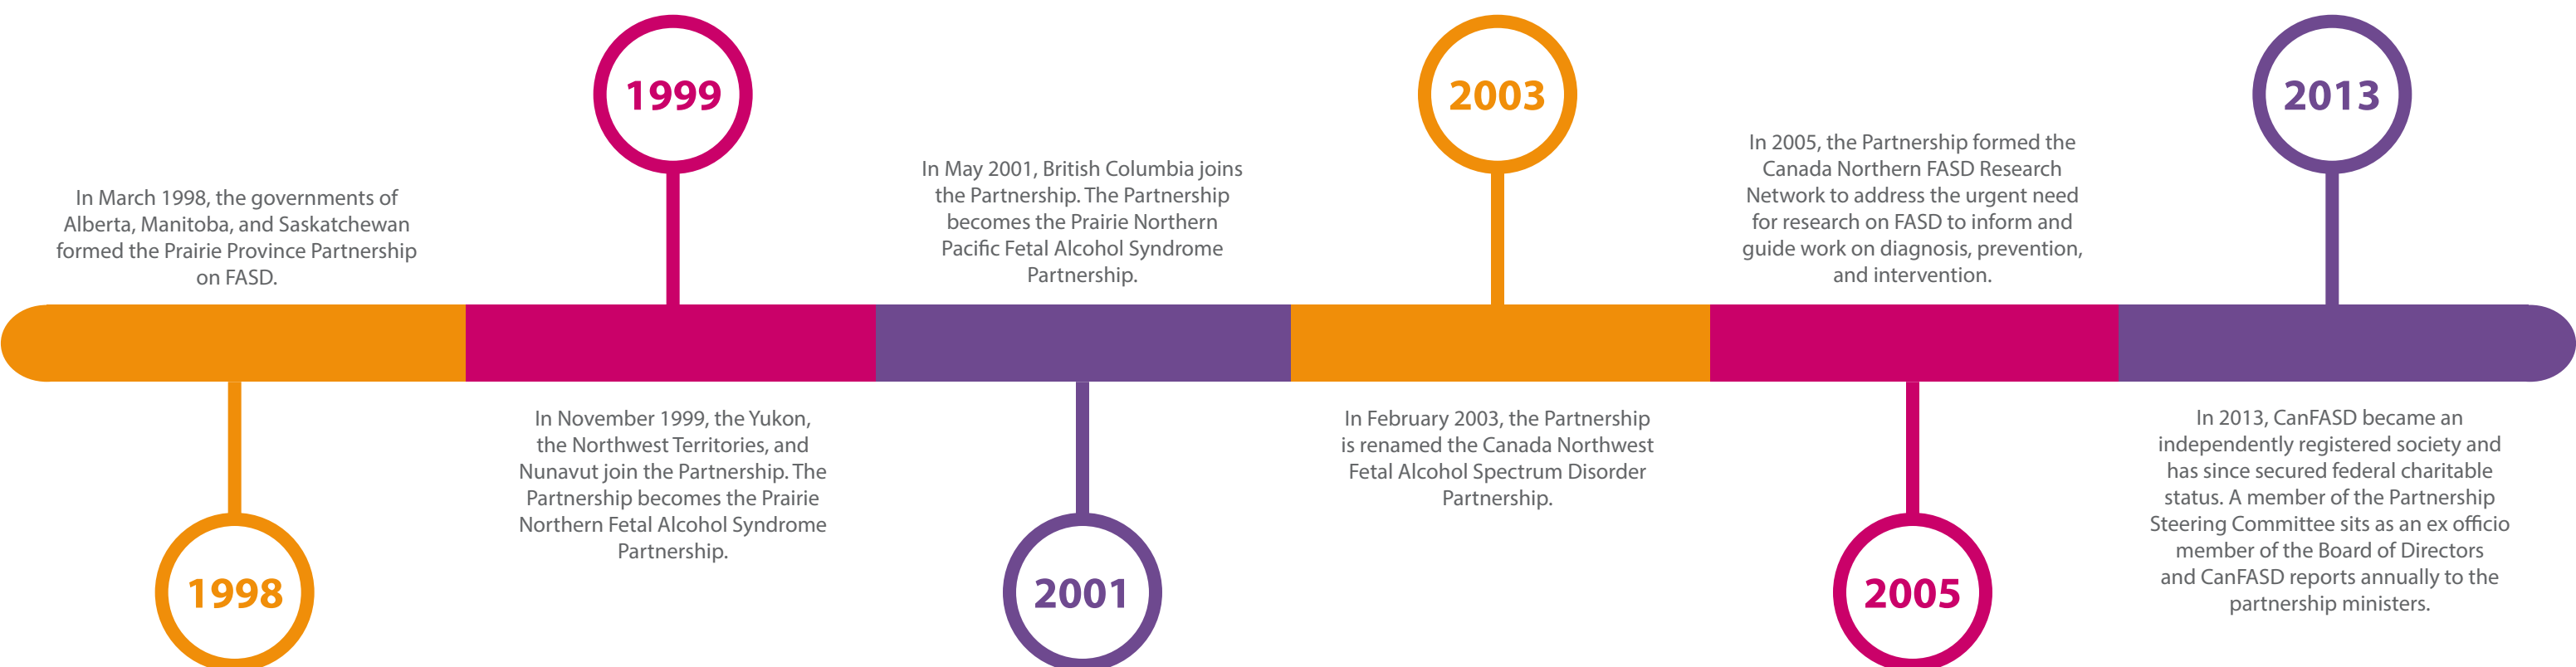 1998
In March 1998, the governments of
Alberta, Manitoba, and Saskatchewan
formed the Prairie Province Partnership
on FASD.
1999
In November 1999, the Yukon,
the Northwest Territories, and
Nunavut join the Partnership. The
Partnership becomes the Prairie
Northern Fetal Alcohol Syndrome
Partnership.
2001
In May 2001, British Columbia joins
the Partnership. The Partnership
becomes the Prairie Northern
Pacific Fetal Alcohol Syndrome
Partnership.
2003
In February 2003, the Partnership
is renamed the Canada Northwest
Fetal Alcohol Spectrum Disorder
Partnership.
2005
In 2005, the Partnership formed the
Canada Northern FASD Research
Network to address the urgent need
for research on FASD to inform and
guide work on diagnosis, prevention,
and intervention.
2013
In 2013, CanFASD became an
independently registered society and
has since secured federal charitable
status. A member of the Partnership
Steering Committee sits as an ex officio
member of the Board of Directors
and CanFASD reports annually to the
partnership ministers.